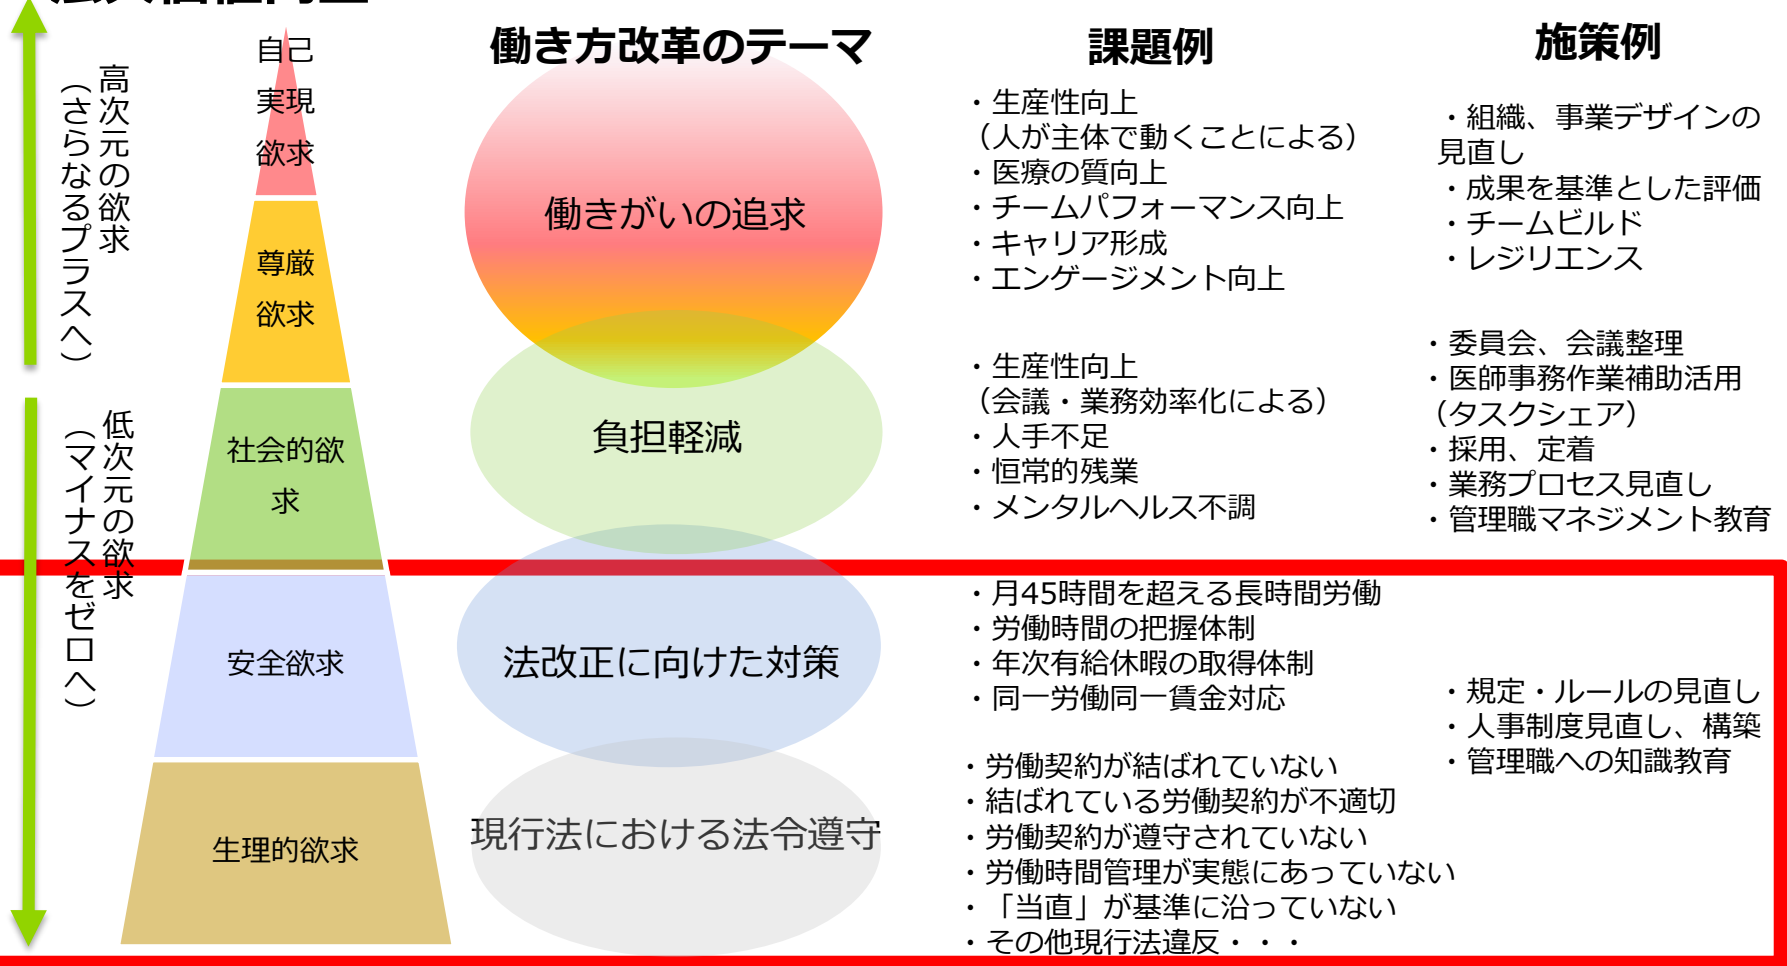 働き方改革のテーマ
課題例
施策例
高次元の欲求
（さらなるプラスへ）
低次元の欲求
（マイナスをゼロへ）
自己
実現
欲求
尊厳
欲求
社会的欲
求
安全欲求
生理的欲求
働きがいの追求
負担軽減
法改正に向けた対策
現行法における法令遵守
・生産性向上
（人が主体で動くことによる）
・医療の質向上
・チームパフォーマンス向上
・キャリア形成
・エンゲージメント向上
・生産性向上
（会議・業務効率化による）
・人手不足
・恒常的残業
・メンタルヘルス不調
・月45時間を超える長時間労働
・労働時間の把握体制
・年次有給休暇の取得体制
・同一労働同一賃金対応
・労働契約が結ばれていない
・結ばれている労働契約が不適切
・労働契約が遵守されていない
・労働時間管理が実態にあっていない
・「当直」が基準に沿っていない
・その他現行法違反・・・
・組織、事業デザインの
見直し
・成果を基準とした評価
・チームビルド
・レジリエンス
・委員会、会議整理
・医師事務作業補助活用
（タスクシェア）
・採用、定着
・業務プロセス見直し
・管理職マネジメント教育
・規定・ルールの見直し
・人事制度見直し、構築
・管理職への知識教育